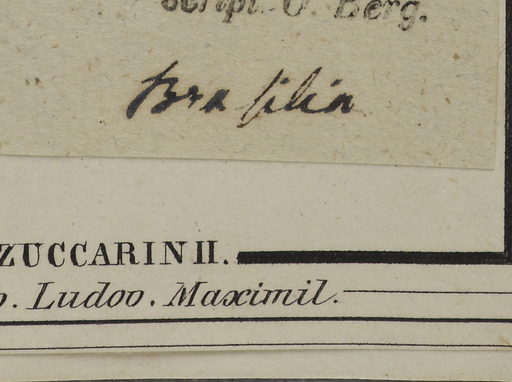 Script O. Berg.
Brasilia
ZUCCARINII.
. Ludov. Maximil.